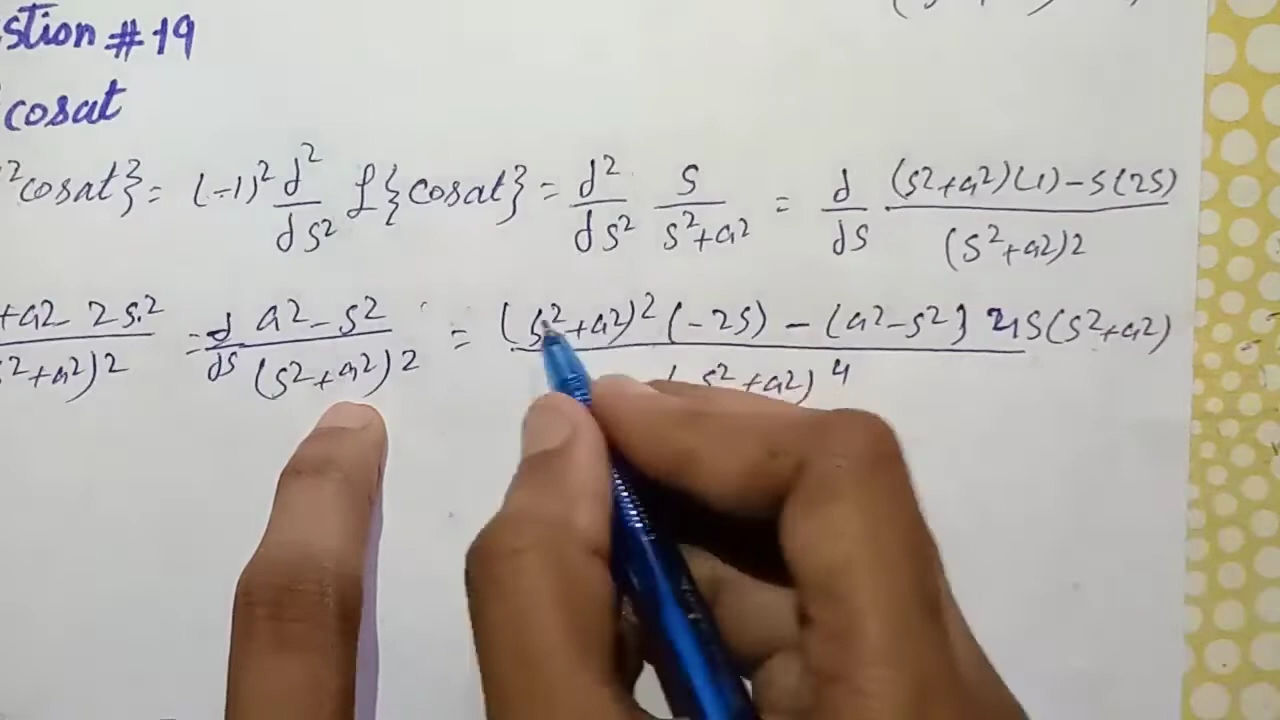 stion # 19
cosat
²cosat} = (-1)² d²/ds² £{cosat} = d²/ds² s/s²+a² = d/ds (s²+a²)(1)-s(2s)/(s²+a2)2
+a2-2s.²/s²+a²)2 = d/ds a²-s²/(s²+a²)2 = (s²+a²)² (-2s) - (a²-s²) 2s(s²+a²)/(s²+a2)4